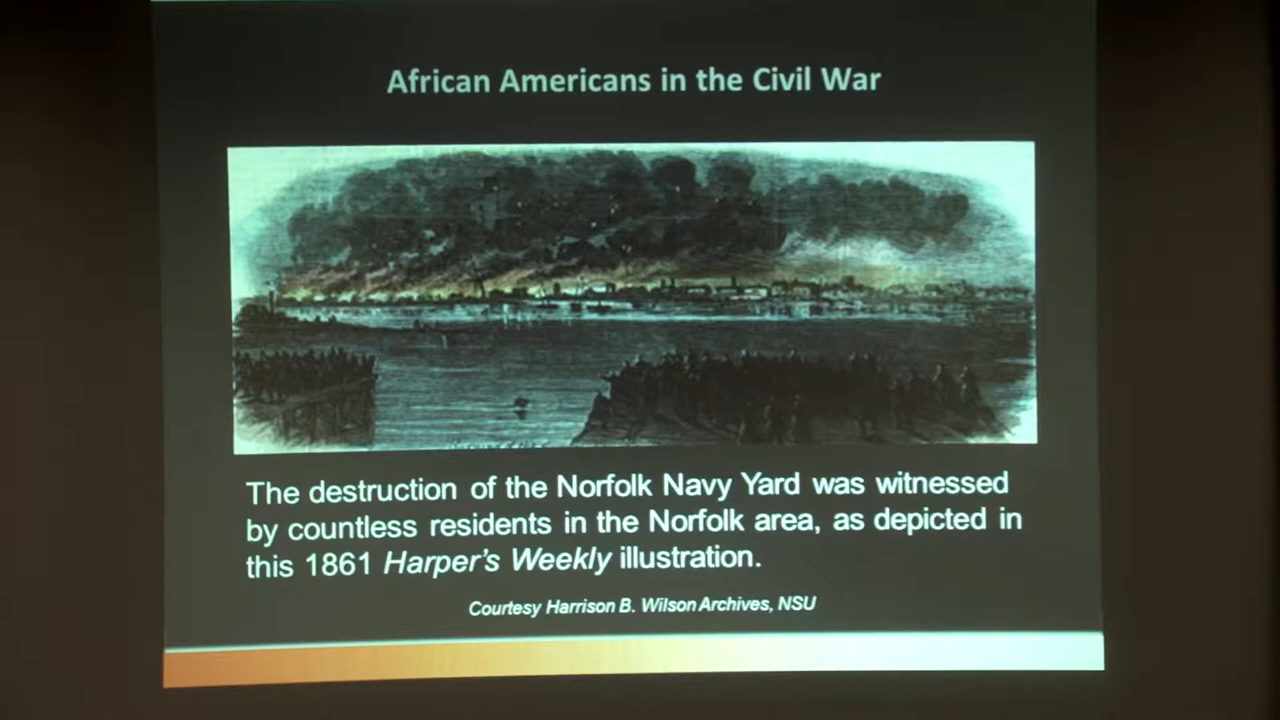 African Americans in the Civil War
The destruction of the Norfolk Navy Yard was witnessed
by countless residents in the Norfolk area, as depicted in
this 1861 Harper's Weekly illustration.
Courtesy Harrison B. Wilson Archives, NSU